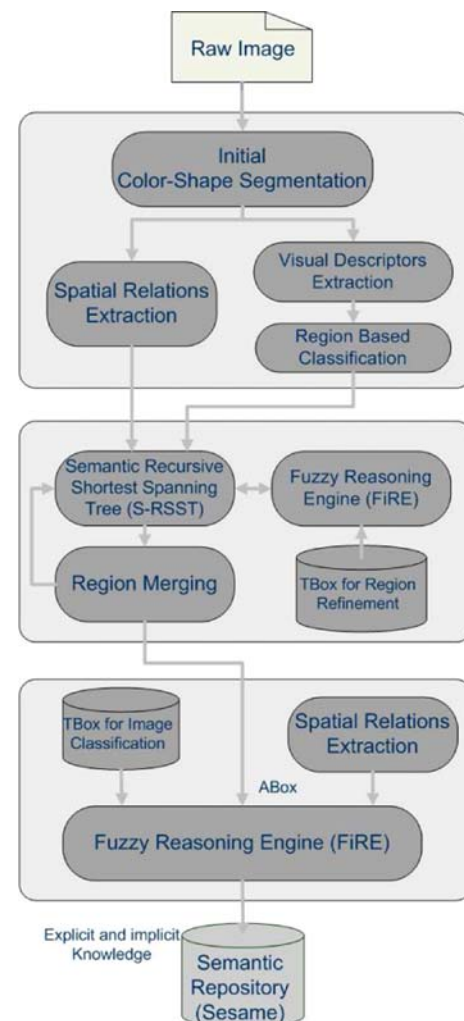 Raw Image
Initial
Color-Shape Segmentation
Spatial Relations
Extraction
Visual Descriptors
Extraction
Region Based
Classification
Semantic Recursive
Shortest Spanning
Tree (S-RSST)
Fuzzy Reasoning
Engine (FiRE)
Region Merging
TBox for Region
Refinement
TBox for Image
Classification
Spatial Relations
Extraction
ABox
Fuzzy Reasoning Engine (FiRE)
Explicit and implicit
Knowledge
Semantic
Repository
(Sesame)